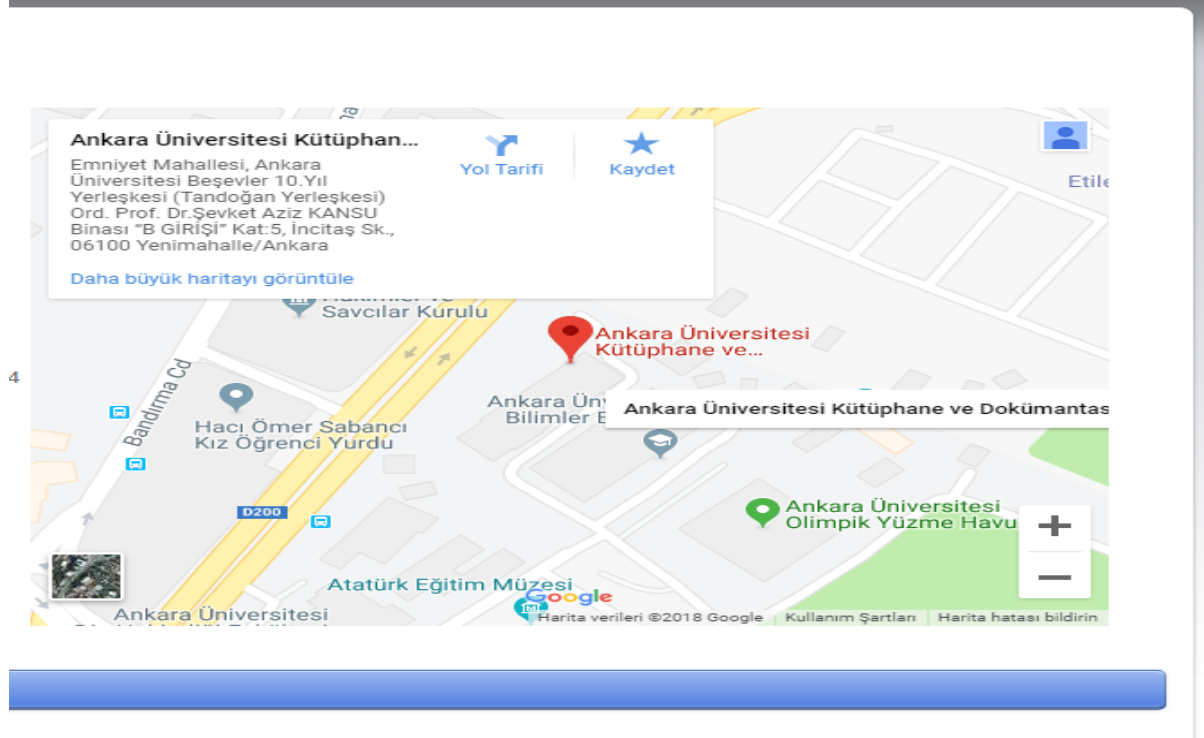 Ankara Üniversitesi Kütüphan...
Emniyet Mahallesi, Ankara
Üniversitesi Beşevler 10.Yıl
Yerleşkesi (Tandoğan Yerleşkesi)
Ord. Prof. Dr.Şevket Aziz KANSU
Binası "B GİRİŞİ" Kat:5, İncitaş Sk.,
06100 Yenimahalle/Ankara
Daha büyük haritayı görüntüle
Yol Tarifi
Kaydet
Etile
Savcılar Kurulu
Ankara Üniversitesi
Kütüphane ve...
4
Bandırma Cd
Hacı Ömer Sabancı
Kız Öğrenci Yurdu
Ankara Ün
Bilimler E
Ankara Üniversitesi Kütüphane ve Dokümantas
D200
Ankara Üniversitesi
Olimpik Yüzme Havu
+
−
Atatürk Eğitim Müzesi
Google
Ankara Üniversitesi
Harita verileri ©2018 Google
Kullanım Şartları
Harita hatası bildirin